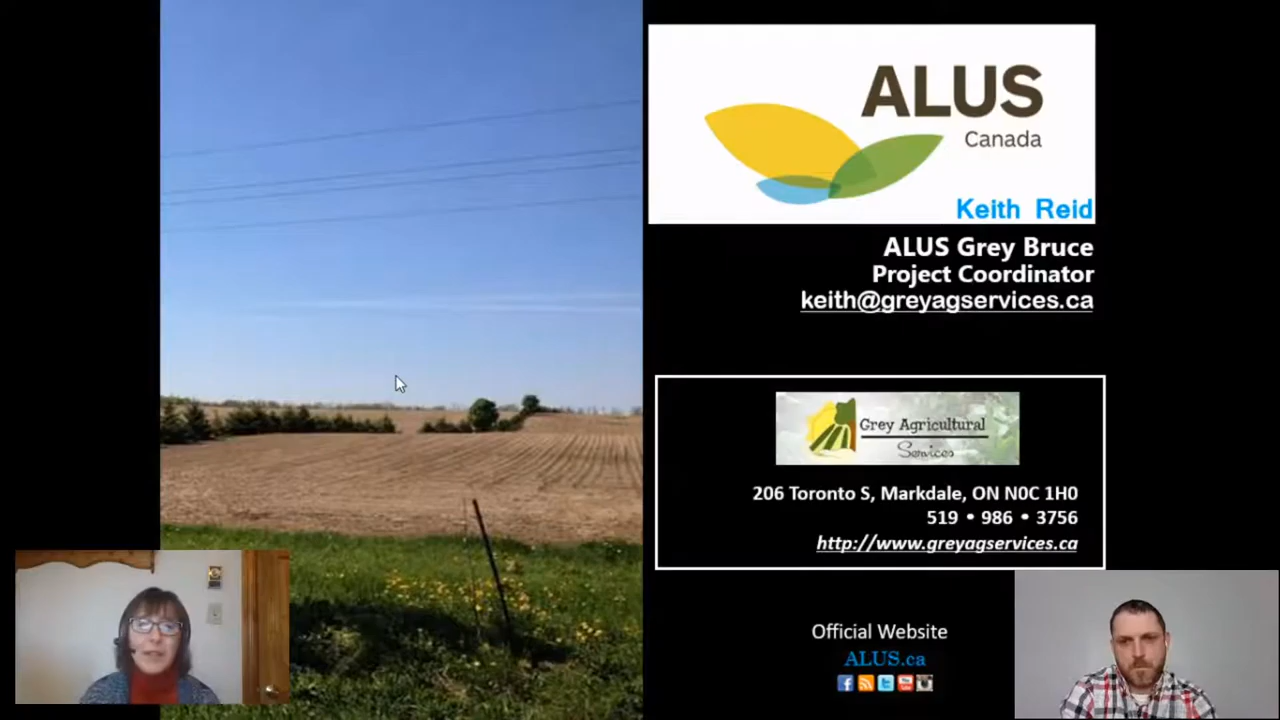 ALUS
Canada
Keith Reid
ALUS Grey Bruce
Project Coordinator
keith@greyagservices.ca
Grey Agricultural
Services
206 Toronto S, Markdale, ON N0C 1H0
519 • 986 • 3756
http://www.greyagservices.ca
Official Website
ALUS.ca